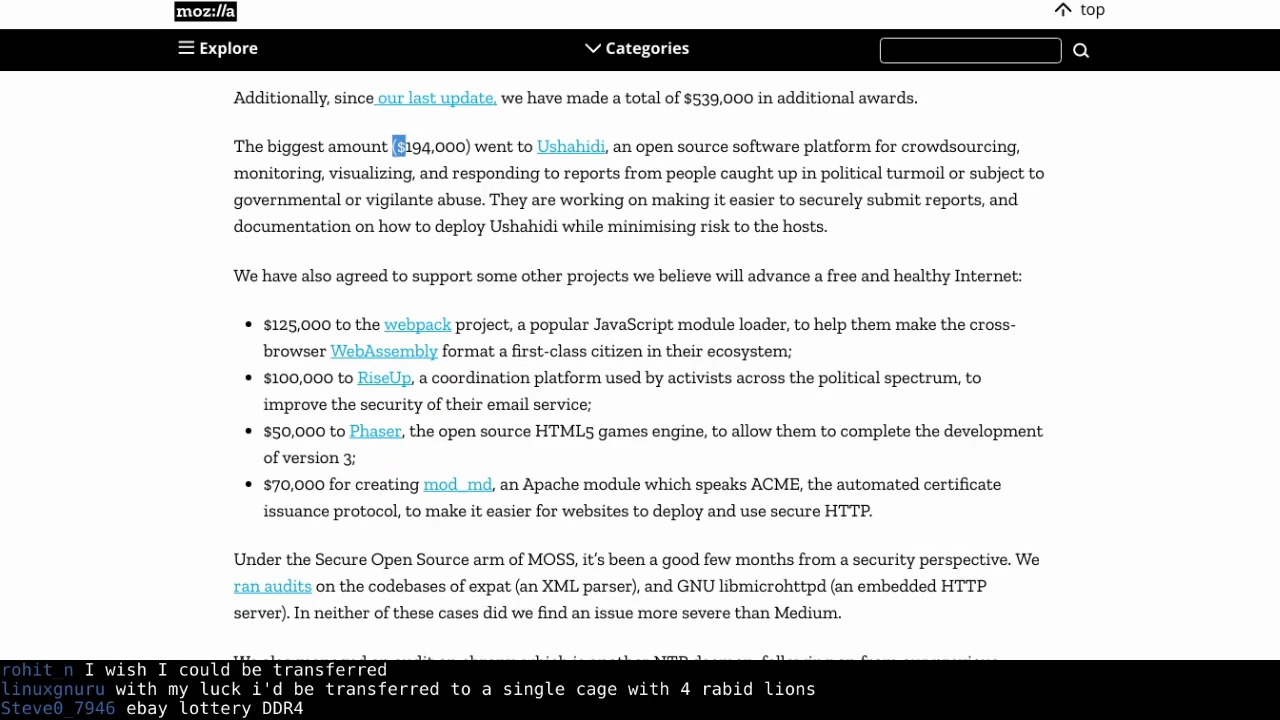 moz://a
top
Explore
Categories
Additionally, since our last update, we have made a total of $539,000 in additional awards.
The biggest amount ($194,000) went to Ushahidi, an open source software platform for crowdsourcing,
monitoring, visualizing, and responding to reports from people caught up in political turmoil or subject to
governmental or vigilante abuse. They are working on making it easier to securely submit reports, and
documentation on how to deploy Ushahidi while minimising risk to the hosts.
We have also agreed to support some other projects we believe will advance a free and healthy Internet:
• $125,000 to the webpack project, a popular JavaScript module loader, to help them make the cross-
browser WebAssembly format a first-class citizen in their ecosystem;
• $100,000 to RiseUp, a coordination platform used by activists across the political spectrum, to
improve the security of their email service;
• $50,000 to Phaser, the open source HTML5 games engine, to allow them to complete the development
of version 3;
• $70,000 for creating mod_md, an Apache module which speaks ACME, the automated certificate
issuance protocol, to make it easier for websites to deploy and use secure HTTP.
Under the Secure Open Source arm of MOSS, it's been a good few months from a security perspective. We
ran audits on the codebases of expat (an XML parser), and GNU libmicrohttpd (an embedded HTTP
server). In neither of these cases did we find an issue more severe than Medium.
rohit_n I wish I could be transferred
linuxgnuru with my luck i'd be transferred to a single cage with 4 rabid lions
Steve0_7946 ebay lottery DDR4